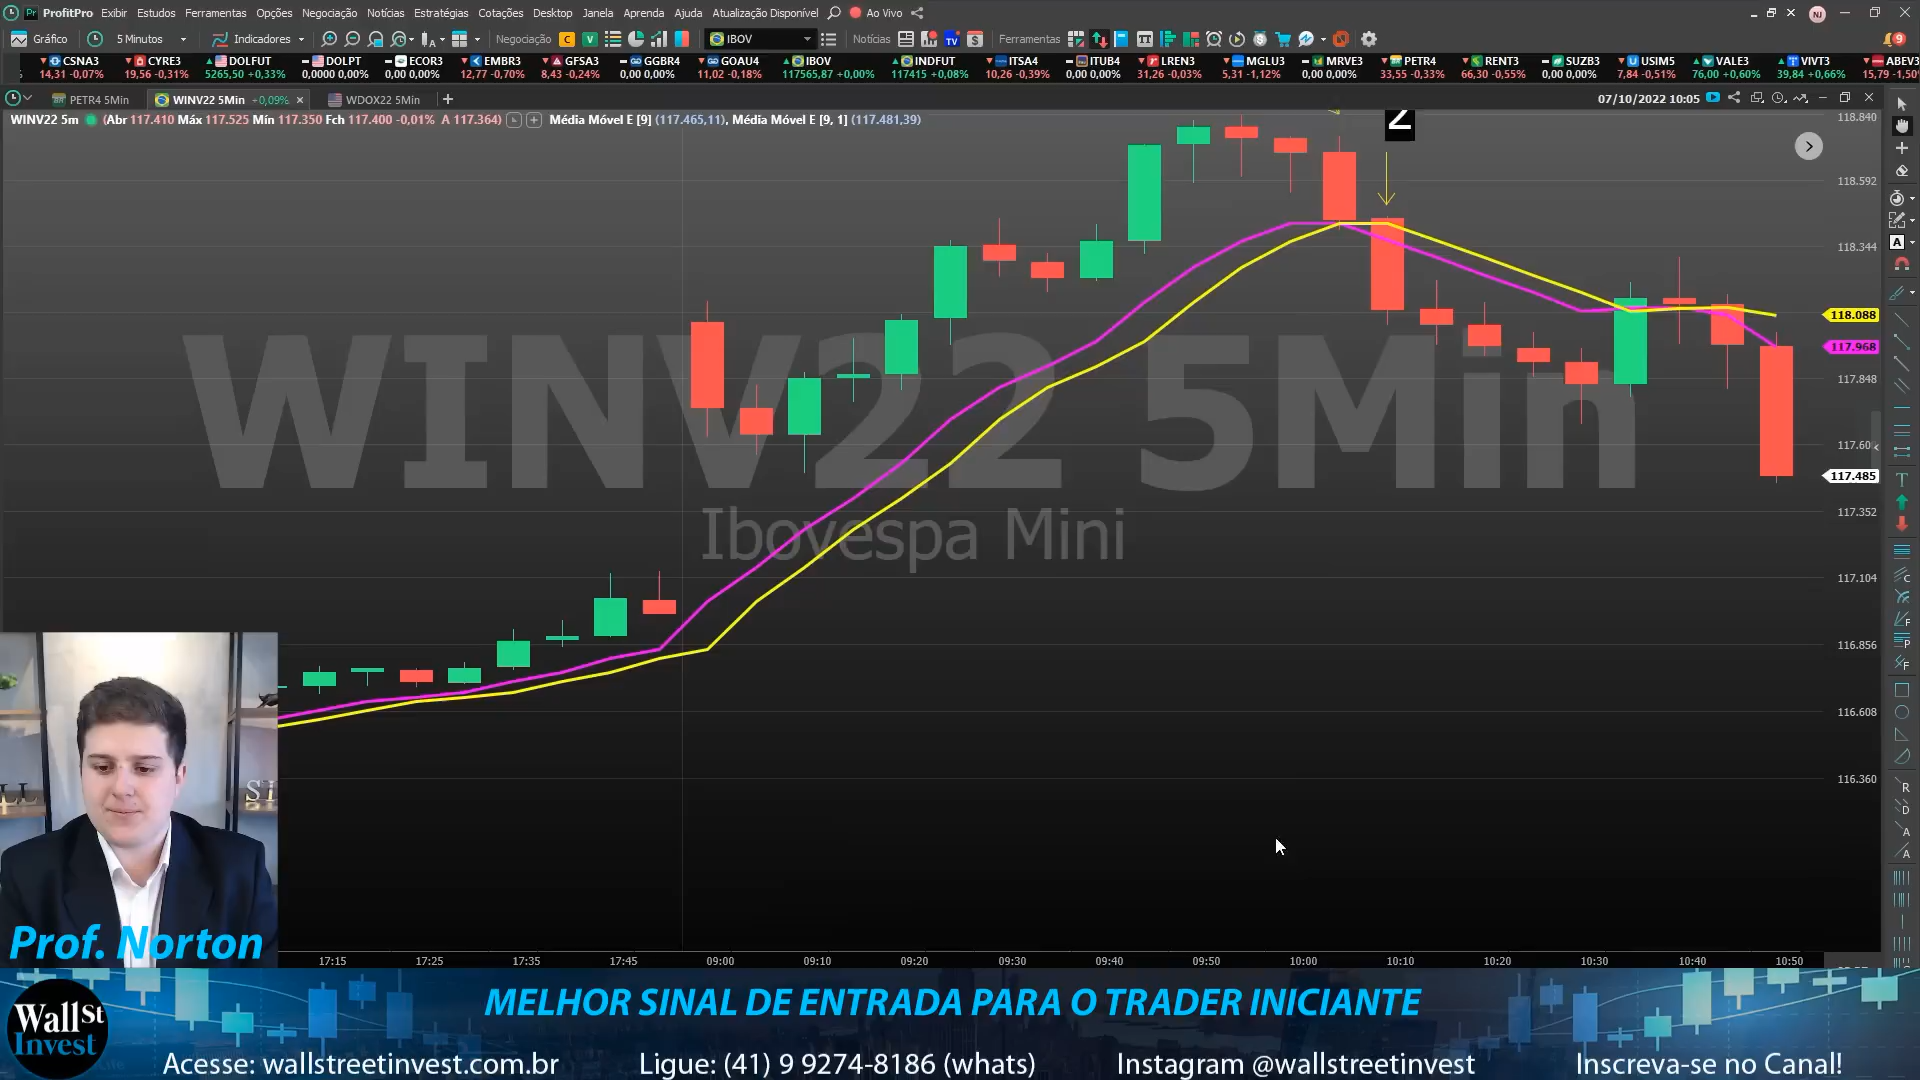 ProfitPro Exibir Estudos Ferramentas Opções Negociação Notícias Estratégias Cotações Desktop Janela Aprenda Ajuda Atualização Disponível Ao Vivo NJ
Gráfico 5 Minutos Indicadores Negociação C V IBOV Notícias TV $ Ferramentas TT 9
CSNA3 CYRE3 DOLFUT DOLPT ECOR3 EMBR3 GFSA3 GGBR4 GOAU4 IBOV INDFUT ITSA4 ITUB4 LREN3 MGLU3 MRVE3 PETR4 RENT3 SUZB3 USIM5 VALE3 VIVT3 ABEV3
14,31 -0,07% 19,56 -0,31% 5265,50 +0,33% 0,0000 0,00% 0,00 0,00% 12,77 -0,70% 8,43 -0,24% 0,00 0,00% 11,02 -0,18% 117565,87 +0,00% 117415 +0,08% 10,26 -0,39% 0,00 0,00% 31,26 -0,03% 5,31 -1,12% 0,00 0,00% 33,55 -0,33% 66,30 -0,55% 0,00 0,00% 7,84 -0,51% 76,00 +0,60% 39,84 +0,66% 15,79 -1,50
PETR4 5Min WINV22 5Min +0,09% × WDOX22 5Min + 07/10/2022 10:05
WINV22 5m (Abr 117.410 Máx 117.525 Mín 117.350 Fch 117.400 -0,01% A 117.364) Média Móvel E [9] (117.465,11), Média Móvel E [9, 1] (117.481,39)
2
118.840
118.592
118.344
118.088
117.968
117.848
117.60
117.485
117.352
117.104
116.856
116.608
116.360
WINV22 5Min
Ibovespa Mini
17:15 17:25 17:35 17:45 09:00 09:10 09:20 09:30 09:40 09:50 10:00 10:10 10:20 10:30 10:40 10:50
Prof. Norton
Wall St
Invest
MELHOR SINAL DE ENTRADA PARA O TRADER INICIANTE
Acesse: wallstreetinvest.com.br Ligue: (41) 9 9274-8186 (whats) Instagram @wallstreetinvest Inscreva-se no Canal!